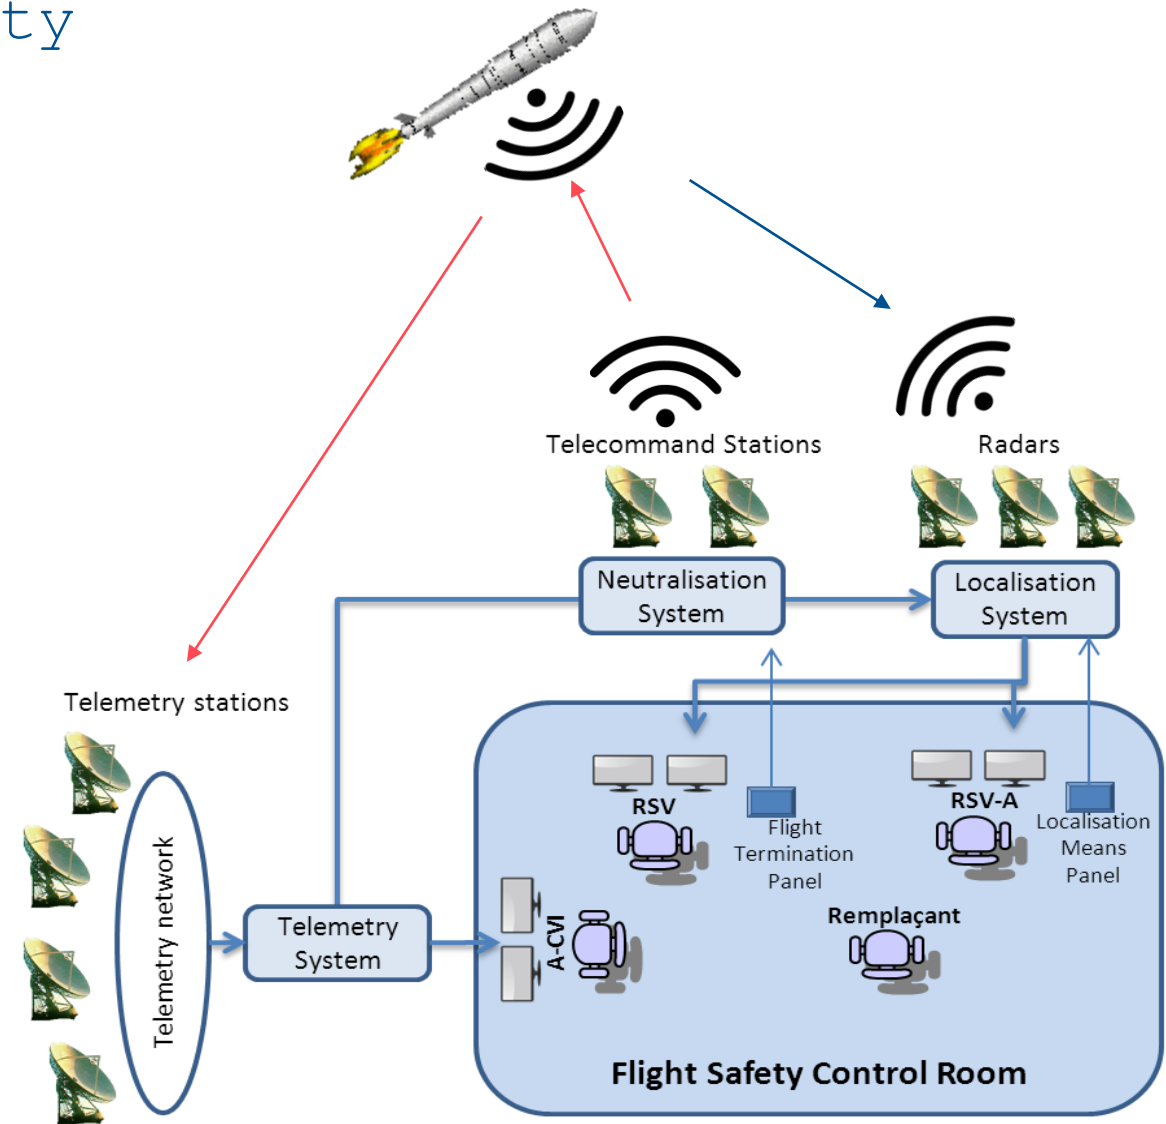 ty
Telecommand Stations
Radars
Neutralisation
System
Localisation
System
Telemetry stations
Telemetry network
Telemetry
System
RSV
Flight
Termination
Panel
RSV-A
Localisation
Means
Panel
A-CVI
Remplaçant
Flight Safety Control Room